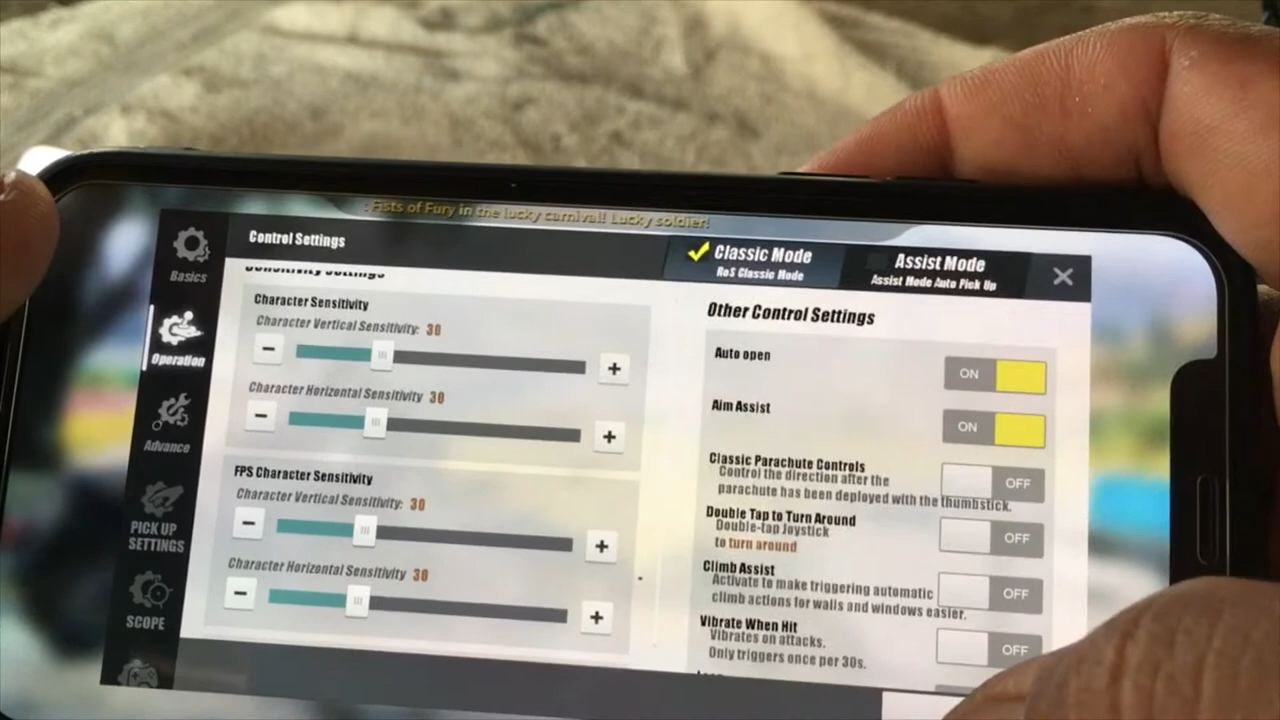 : Fists of Fury in the lucky carnival! Lucky soldier!
Control Settings
Classic Mode
RoS Classic Mode
Assist Mode
Assist Mode Auto Pick Up
Basics
Operation
Advance
PICK UP
SETTINGS
SCOPE
Sensitivity Settings
Character Sensitivity
Character Vertical Sensitivity: 30
Character Horizontal Sensitivity 30
FPS Character Sensitivity
Character Vertical Sensitivity: 30
Character Horizontal Sensitivity 30
Other Control Settings
Auto open
ON
Aim Assist
ON
Classic Parachute Controls
Control the direction after the
parachute has been deployed with the thumbstick.
OFF
Double Tap to Turn Around
Double-tap Joystick
to turn around
OFF
Climb Assist
Activate to make triggering automatic
climb actions for walls and windows easier.
OFF
Vibrate When Hit
Vibrates on attacks.
Only triggers once per 30s.
OFF